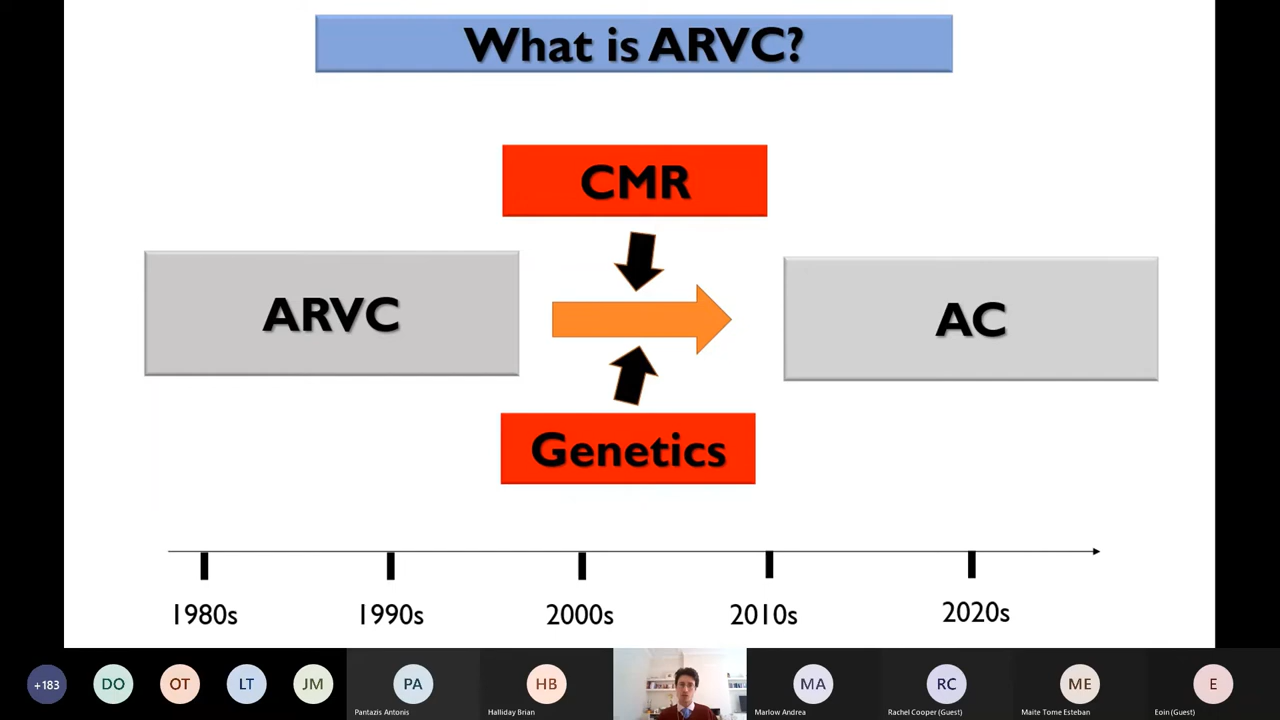 What is ARVC?
CMR
ARVC
AC
Genetics
1980s
1990s
2000s
2010s
2020s
+183
DO
OT
LT
JM
PA
Pantazis Antonis
HB
Halliday Brian
MA
Marlow Andrea
RC
Rachel Cooper (Guest)
ME
Maite Tome Esteban
E
Eoin (Guest)